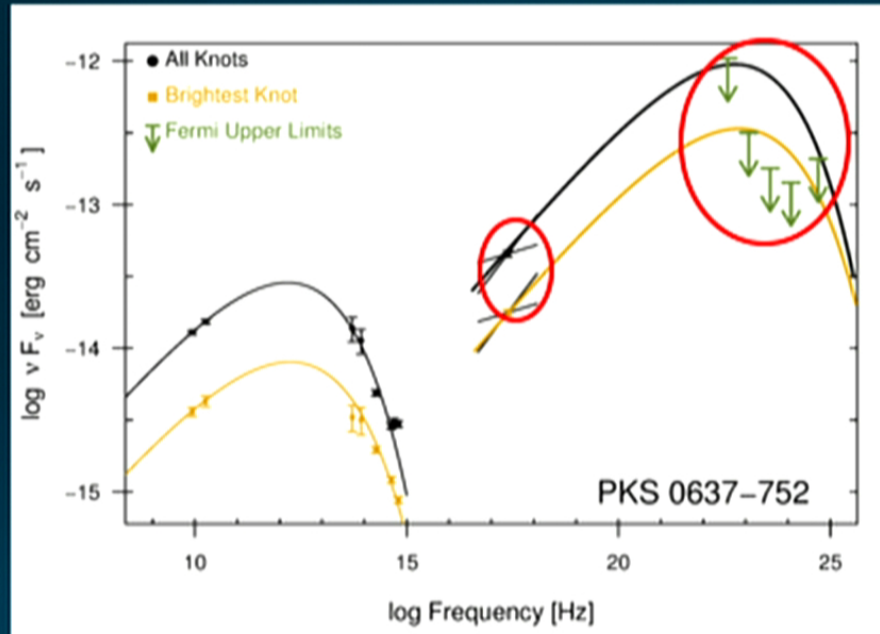 All Knots
Brightest Knot
Fermi Upper Limits
−12
−13
−14
−15
log ν Fν [erg cm−2 s−1]
PKS 0637−752
10 15 20 25
log Frequency [Hz]